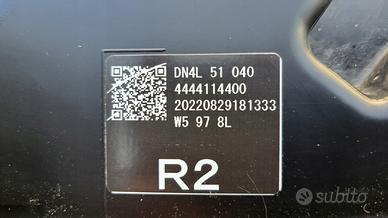 DN4L 51 040
4444114400
20220829181333
W5 97 8L
R2
subito